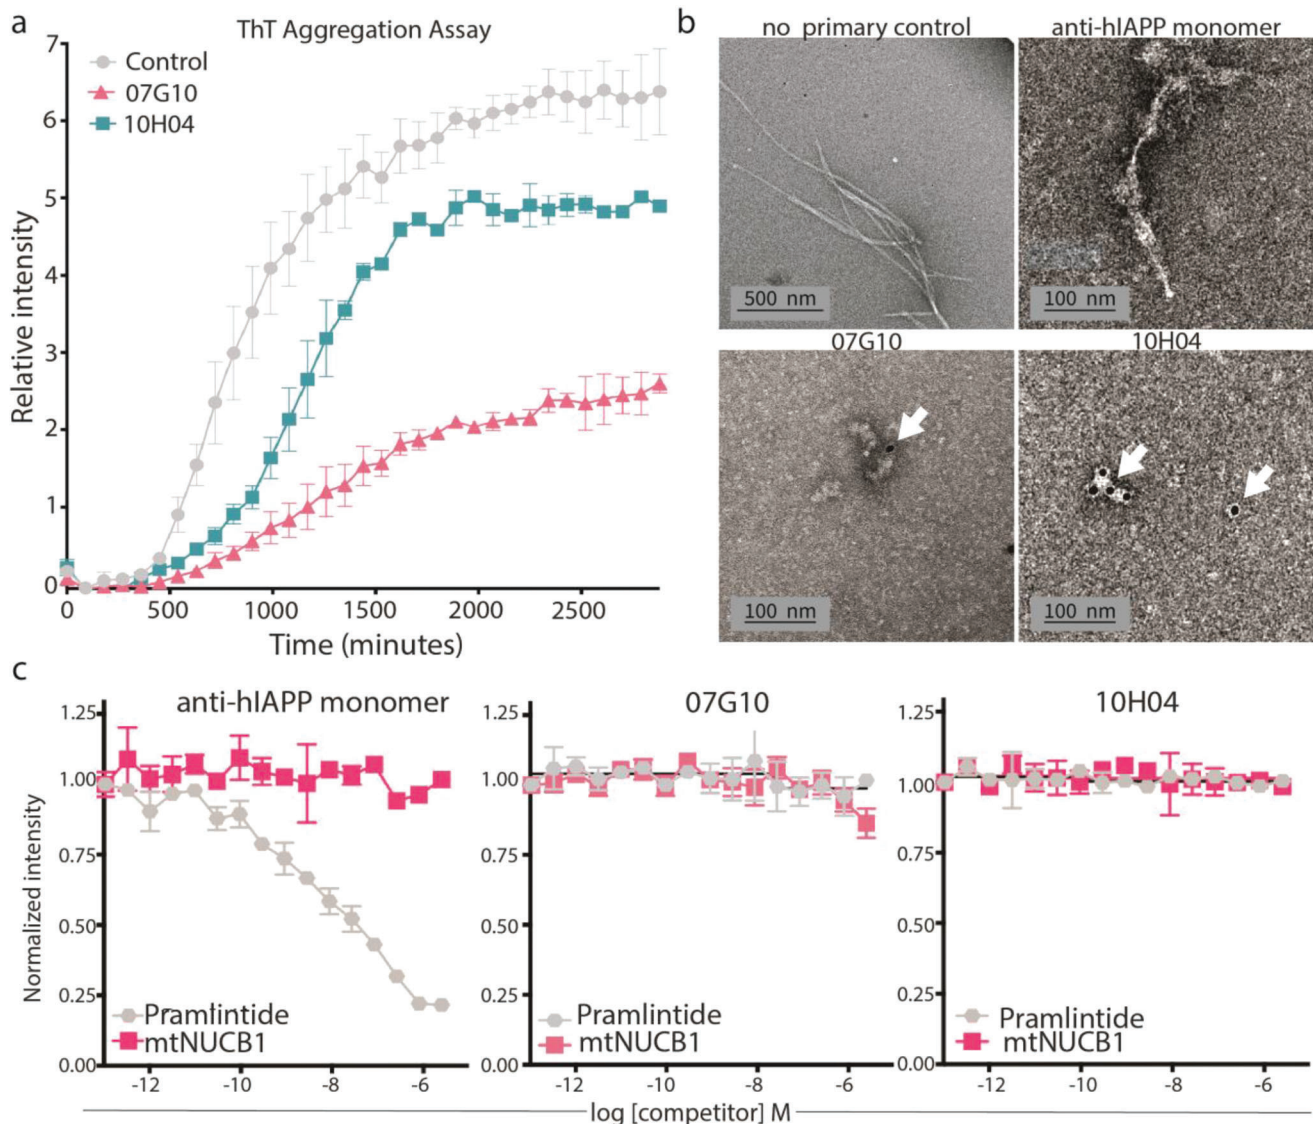 a
ThT Aggregation Assay
7
6
5
4
3
2
1
0
Relative intensity
Control
07G10
10H04
0
500
1000
1500
2000
2500
Time (minutes)
b
no primary control
anti-hIAPP monomer
500 nm
100 nm
07G10
10H04
100 nm
100 nm
c
anti-hIAPP monomer
07G10
10H04
Normalized intensity
1.25
1.00
0.75
0.50
0.25
0.00
Pramlintide
mtNUCB1
-12
-10
-8
-6
1.25
1.00
0.75
0.50
0.25
0.00
Pramlintide
mtNUCB1
-12
-10
-8
-6
1.25
1.00
0.75
0.50
0.25
0.00
Pramlintide
mtNUCB1
-12
-10
-8
-6
log [competitor] M